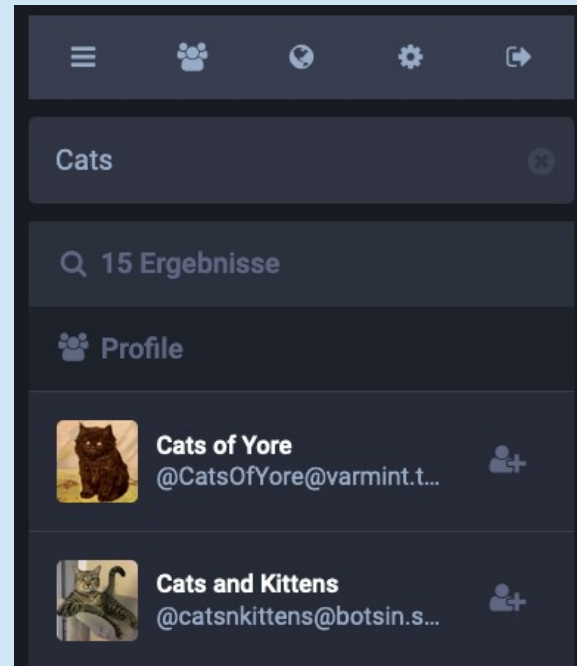 Cats
15 Ergebnisse
Profile
Cats of Yore
@CatsOfYore@varmint.t...
Cats and Kittens
@catsnkittens@botsin.s...